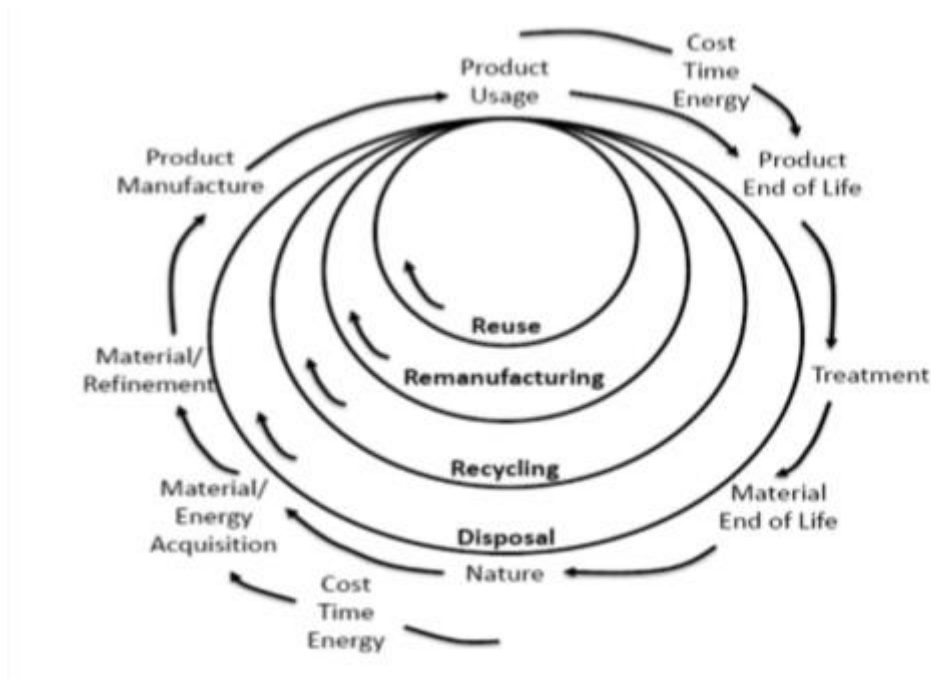 Cost
Time
Energy
Product
Usage
Product
Manufacture
Product
End of Life
Reuse
Material/
Refinement
Remanufacturing
Treatment
Recycling
Material/
Energy
Acquisition
Material
End of Life
Disposal
Nature
Cost
Time
Energy